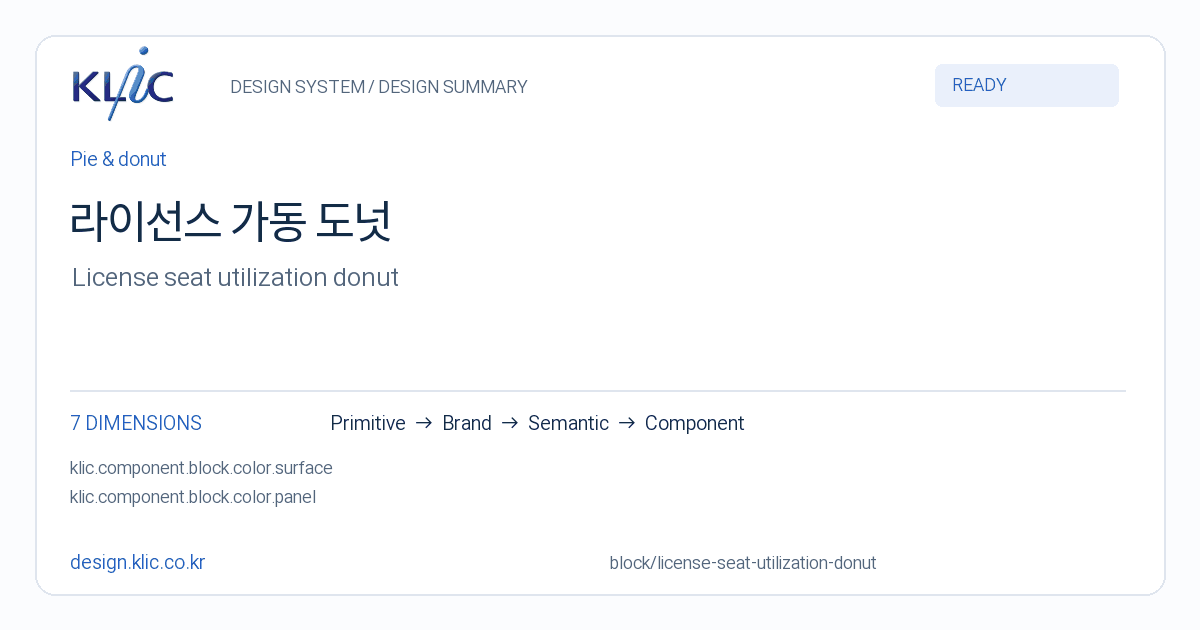 KLIC
DESIGN SYSTEM / DESIGN SUMMARY
READY
Pie & donut
라이선스 가동 도넛
License seat utilization donut
7 DIMENSIONS
Primitive → Brand → Semantic → Component
klic.component.block.color.surface
klic.component.block.color.panel
design.klic.co.kr
block/license-seat-utilization-donut